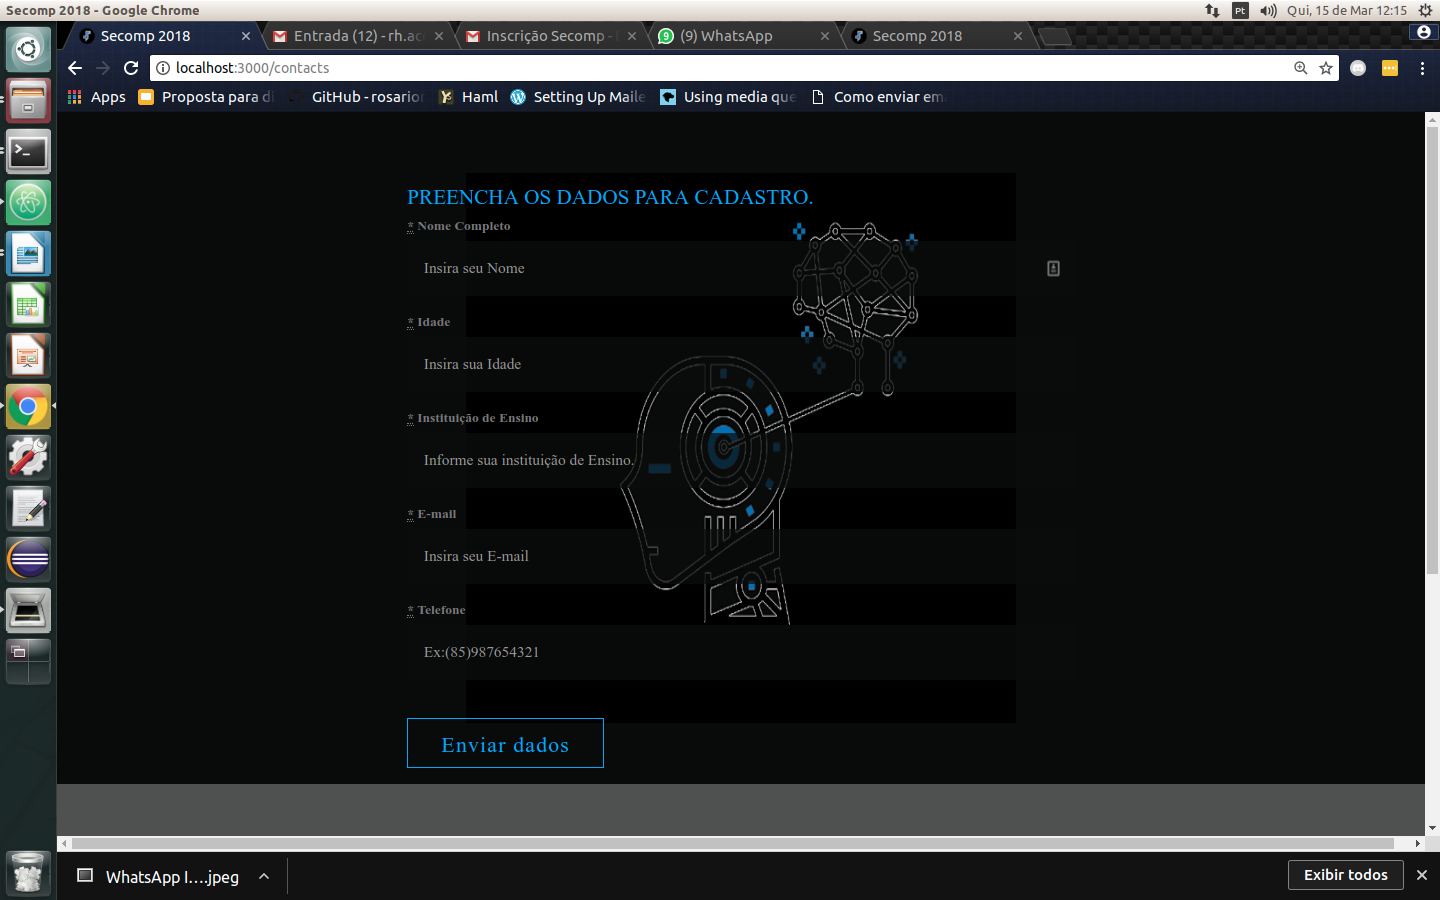 Secomp 2018 - Google Chrome
Pt
Qui, 15 de Mar 12:15
Secomp 2018
Entrada (12) - rh.ac
Inscrição Secomp -
9 (9) WhatsApp
Secomp 2018
localhost:3000/contacts
Apps
Proposta para d
GitHub - rosarior
Haml
Setting Up Maile
Using media que
Como enviar em
PREENCHA OS DADOS PARA CADASTRO.
* Nome Completo
Insira seu Nome
* Idade
Insira sua Idade
* Instituição de Ensino
Informe sua instituição de Ensino.
* E-mail
Insira seu E-mail
* Telefone
Ex:(85)987654321
Enviar dados
WhatsApp I....jpeg
Exibir todos